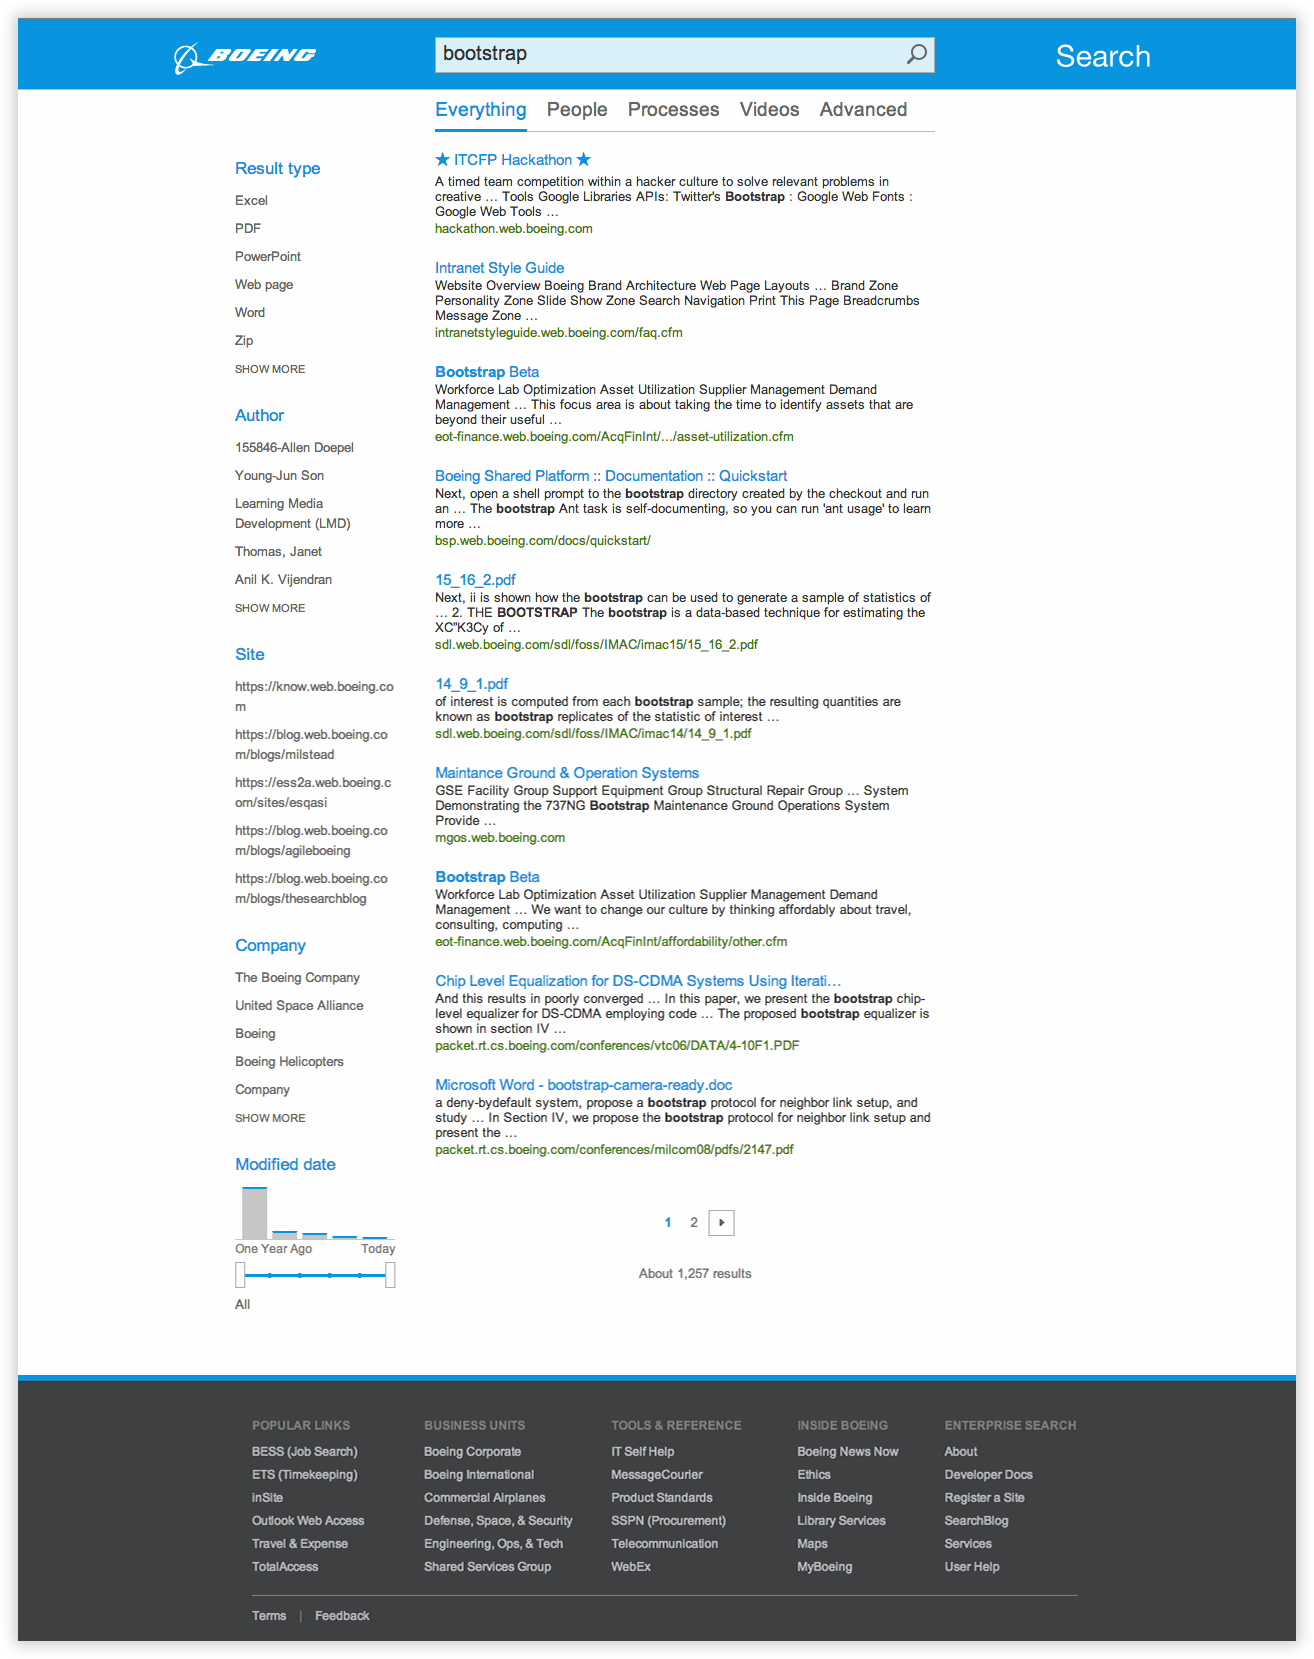 BOEING
bootstrap
Search
Everything People Processes Videos Advanced
Result type
Excel
PDF
PowerPoint
Web page
Word
Zip
SHOW MORE
Author
155846-Allen Doepel
Young-Jun Son
Learning Media
Development (LMD)
Thomas, Janet
Anil K. Vijendran
SHOW MORE
Site
https://know.web.boeing.co
m
https://blog.web.boeing.co
m/blogs/milstead
https://ess2a.web.boeing.c
om/sites/esqasi
https://blog.web.boeing.co
m/blogs/agileboeing
https://blog.web.boeing.co
m/blogs/thesearchblog
Company
The Boeing Company
United Space Alliance
Boeing
Boeing Helicopters
Company
SHOW MORE
Modified date
One Year Ago Today
All
★ ITCFP Hackathon ★
A timed team competition within a hacker culture to solve relevant problems in
creative ... Tools Google Libraries APIs: Twitter's Bootstrap : Google Web Fonts :
Google Web Tools ...
hackathon.web.boeing.com
Intranet Style Guide
Website Overview Boeing Brand Architecture Web Page Layouts ... Brand Zone
Personality Zone Slide Show Zone Search Navigation Print This Page Breadcrumbs
Message Zone ...
intranetstyleguide.web.boeing.com/faq.cfm
Bootstrap Beta
Workforce Lab Optimization Asset Utilization Supplier Management Demand
Management ... This focus area is about taking the time to identify assets that are
beyond their useful ...
eot-finance.web.boeing.com/AcqFinInt/.../asset-utilization.cfm
Boeing Shared Platform :: Documentation :: Quickstart
Next, open a shell prompt to the bootstrap directory created by the checkout and run
an ... The bootstrap Ant task is self-documenting, so you can run 'ant usage' to learn
more ...
bsp.web.boeing.com/docs/quickstart/
15_16_2.pdf
Next, ii is shown how the bootstrap can be used to generate a sample of statistics of
... 2. THE BOOTSTRAP The bootstrap is a data-based technique for estimating the
XC"K3Cy of ...
sdl.web.boeing.com/sdl/foss/IMAC/imac15/15_16_2.pdf
14_9_1.pdf
of interest is computed from each bootstrap sample; the resulting quantities are
known as bootstrap replicates of the statistic of interest ...
sdl.web.boeing.com/sdl/foss/IMAC/imac14/14_9_1.pdf
Maintance Ground & Operation Systems
GSE Facility Group Support Equipment Group Structural Repair Group ... System
Demonstrating the 737NG Bootstrap Maintenance Ground Operations System
Provide ...
mgos.web.boeing.com
Bootstrap Beta
Workforce Lab Optimization Asset Utilization Supplier Management Demand
Management ... We want to change our culture by thinking affordably about travel,
consulting, computing ...
eot-finance.web.boeing.com/AcqFinInt/affordability/other.cfm
Chip Level Equalization for DS-CDMA Systems Using Iterati...
And this results in poorly converged ... In this paper, we present the bootstrap chip-
level equalizer for DS-CDMA employing code ... The proposed bootstrap equalizer is
shown in section IV ...
packet.rt.cs.boeing.com/conferences/vtc06/DATA/4-10F1.PDF
Microsoft Word - bootstrap-camera-ready.doc
a deny-bydefault system, propose a bootstrap protocol for neighbor link setup, and
study ... In Section IV, we propose the bootstrap protocol for neighbor link setup and
present the ...
packet.rt.cs.boeing.com/conferences/milcom08/pdfs/2147.pdf
1 2
About 1,257 results
POPULAR LINKS
BESS (Job Search)
ETS (Timekeeping)
inSite
Outlook Web Access
Travel & Expense
TotalAccess
BUSINESS UNITS
Boeing Corporate
Boeing International
Commercial Airplanes
Defense, Space, & Security
Engineering, Ops, & Tech
Shared Services Group
TOOLS & REFERENCE
IT Self Help
MessageCourier
Product Standards
SSPN (Procurement)
Telecommunication
WebEx
INSIDE BOEING
Boeing News Now
Ethics
Inside Boeing
Library Services
Maps
MyBoeing
ENTERPRISE SEARCH
About
Developer Docs
Register a Site
SearchBlog
Services
User Help
Terms | Feedback